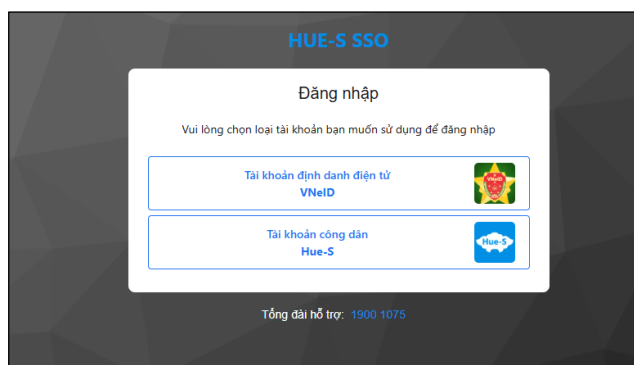 HUE-S SSO
Đăng nhập
Vui lòng chọn loại tài khoản bạn muốn sử dụng để đăng nhập
Tài khoản định danh điện tử
VNeID
VNeID
Tài khoản công dân
Hue-S
Hue-S
Tổng đài hỗ trợ: 1900 1075